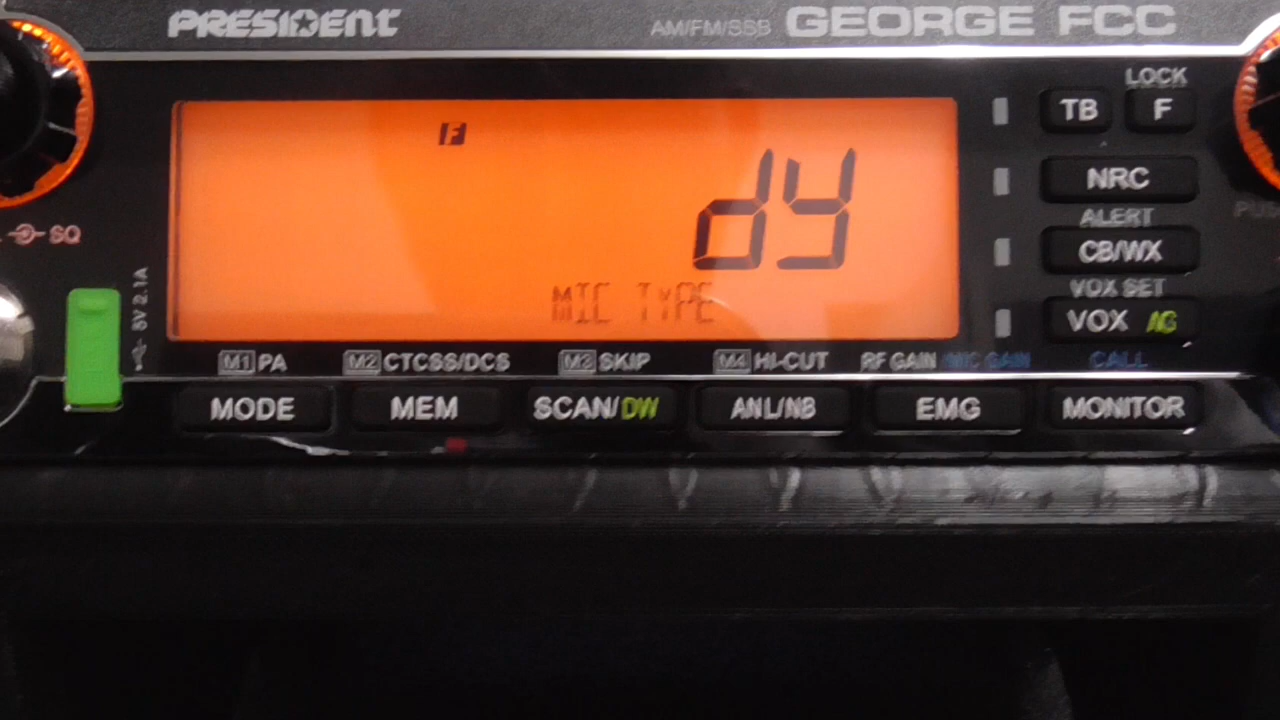 PRESIDENT AM/FM/SSB GEORGE FCC
LOCK
TB F
F
dy
NRC
SQ
ALERT
CB/WX
5V 2.1A
MIC TYPE
VOX SET
VOX AG
M1 PA M2 CTCSS/DCS M3 SKIP M4 HI-CUT RF GAIN /MIC GAIN CALL
MODE MEM SCAN/DW ANL/NB EMG MONITOR